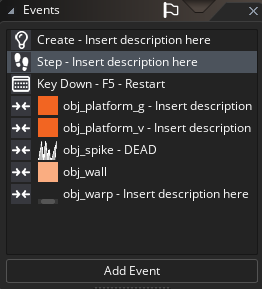 Events
Create - Insert description here
Step - Insert description here
Key Down - F5 - Restart
obj_platform_g - Insert description
obj_platform_v - Insert description
obj_spike - DEAD
obj_wall
obj_warp - Insert description here
Add Event